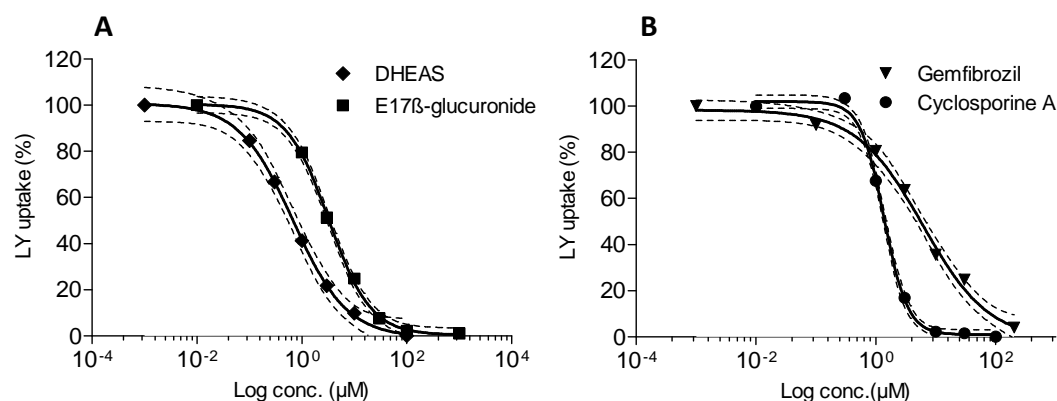 A
120
100
80
60
40
20
0
LY uptake (%)
DHEAS
E17ß-glucuronide
10-4
10-2
100
102
104
Log conc. (µM)
B
120
100
80
60
40
20
0
LY uptake (%)
Gemfibrozil
Cyclosporine A
10-4
10-2
100
102
Log conc. (µM)